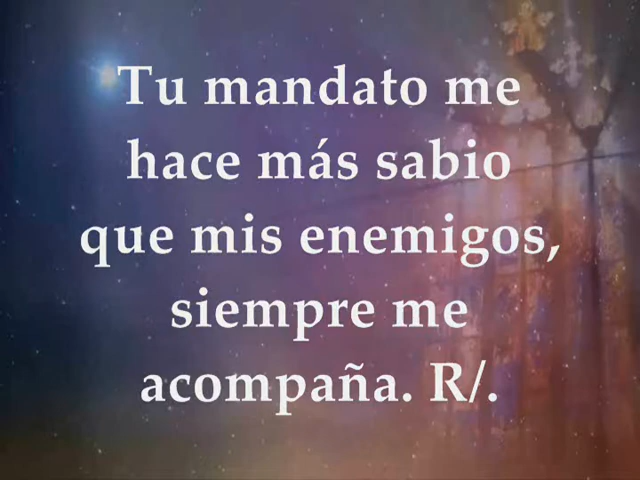 Tu mandato me
hace más sabio
que mis enemigos,
siempre me
acompaña. R/.